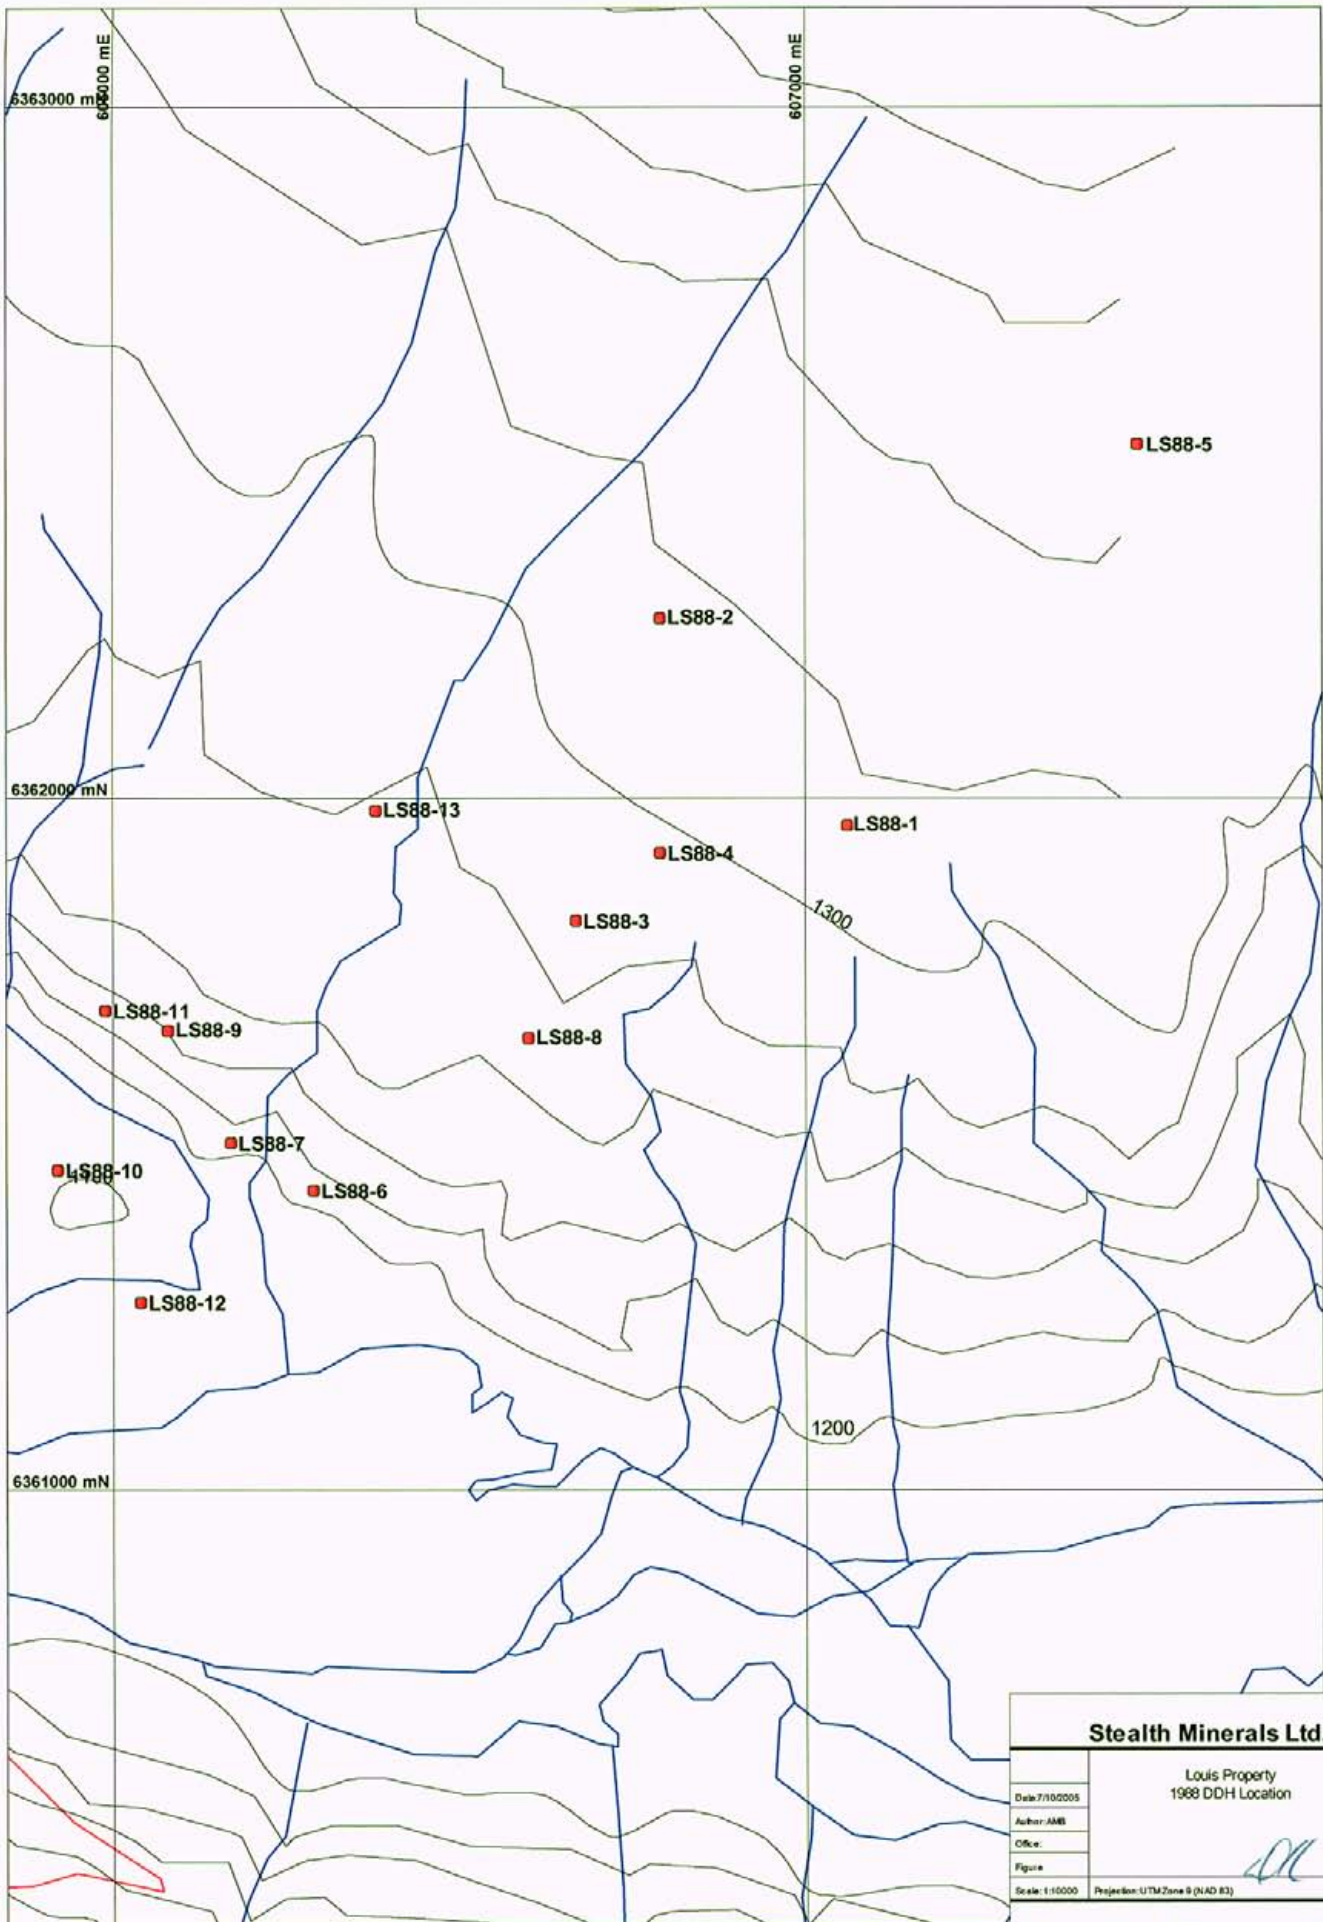 6363000 mN
606000 mE
607000 mE
LS88-5
LS88-2
6362000 mN
LS88-13
LS88-1
LS88-4
1300
LS88-3
LS88-11
LS88-9
LS88-8
LS88-7
LS88-10
1100
LS88-6
LS88-12
1200
6361000 mN
Stealth Minerals Ltd.
Louis Property
1988 DDH Location
Date:7/10/2005
Author:AMB
Office:
Figure
Scale: 1:10000
Projection: UTM Zone 9 (NAD 83)